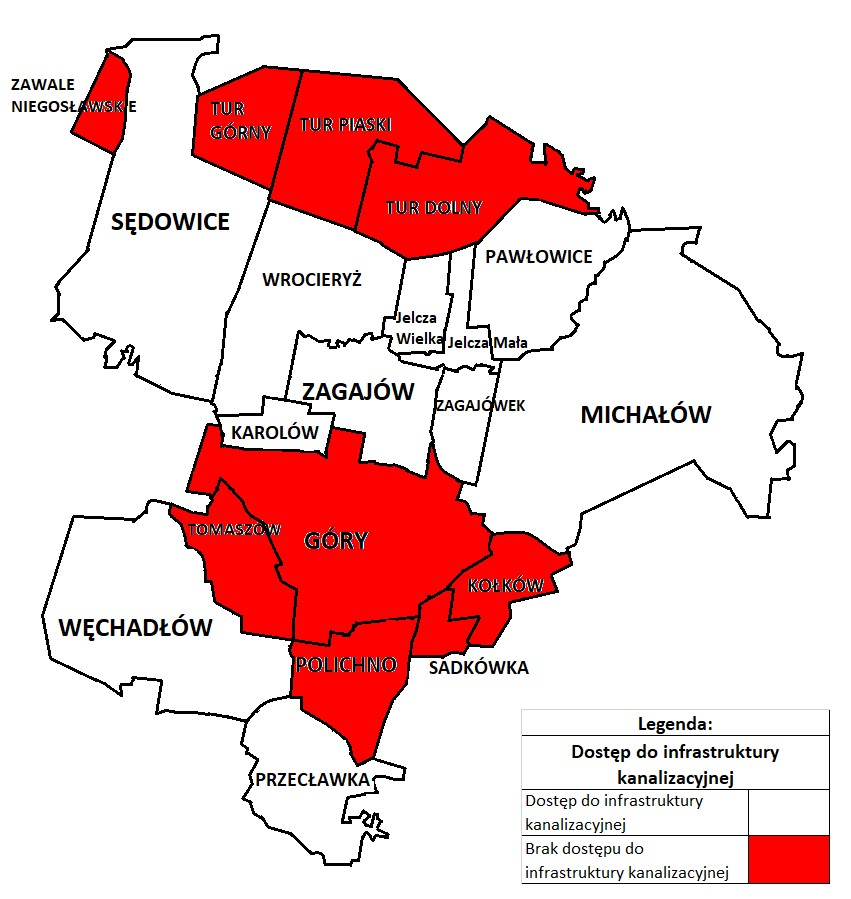 ZAWALE
NIEGOSŁAWSKIE
TUR
GÓRNY
TUR PIASKI
TUR DOLNY
SĘDOWICE
PAWŁOWICE
WROCIERYŻ
Jelcza
Wielka
Jelcza Mała
ZAGAJÓW
ZAGAJÓWEK
MICHAŁÓW
KAROLÓW
TOMASZÓW
GÓRY
KOŁKÓW
WĘCHADŁÓW
POLICHNO
SADKÓWKA
PRZECŁAWKA
Legenda:
Dostęp do infrastruktury
kanalizacyjnej
Dostęp do infrastruktury
kanalizacyjnej
Brak dostępu do
infrastruktury kanalizacyjnej